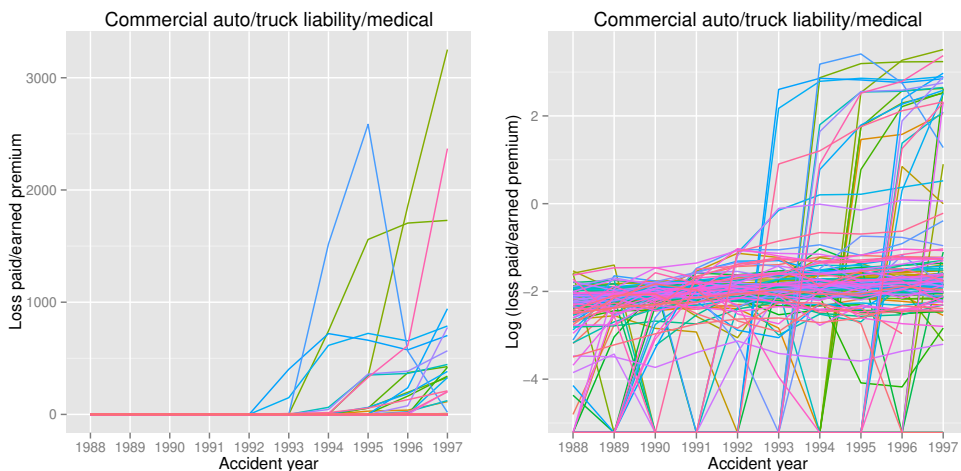 Commercial auto/truck liability/medical
Loss paid/earned premium
3000
2000
1000
0
1988 1989 1990 1991 1992 1993 1994 1995 1996 1997
Accident year
Commercial auto/truck liability/medical
Log (loss paid/earned premium)
2
0
−2
−4
1988 1989 1990 1991 1992 1993 1994 1995 1996 1997
Accident year